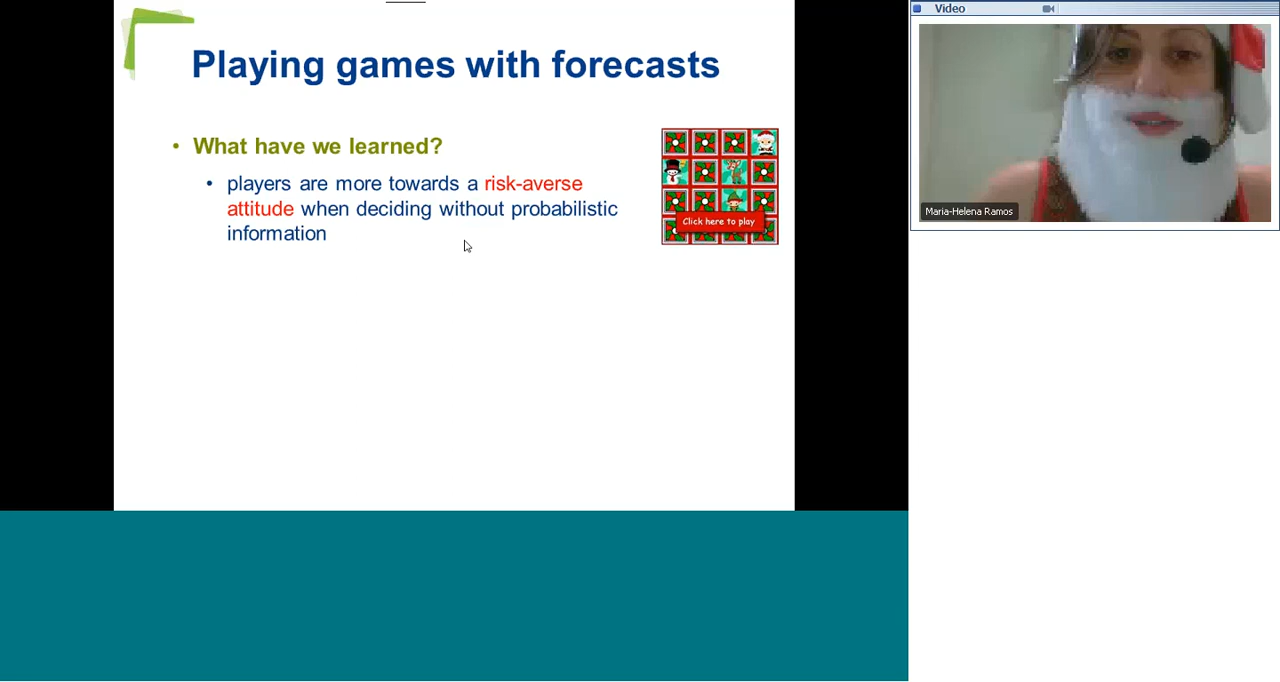 Playing games with forecasts
• What have we learned?
• players are more towards a risk-averse
attitude when deciding without probabilistic
information
Click here to play
Video
Maria-Helena Ramos